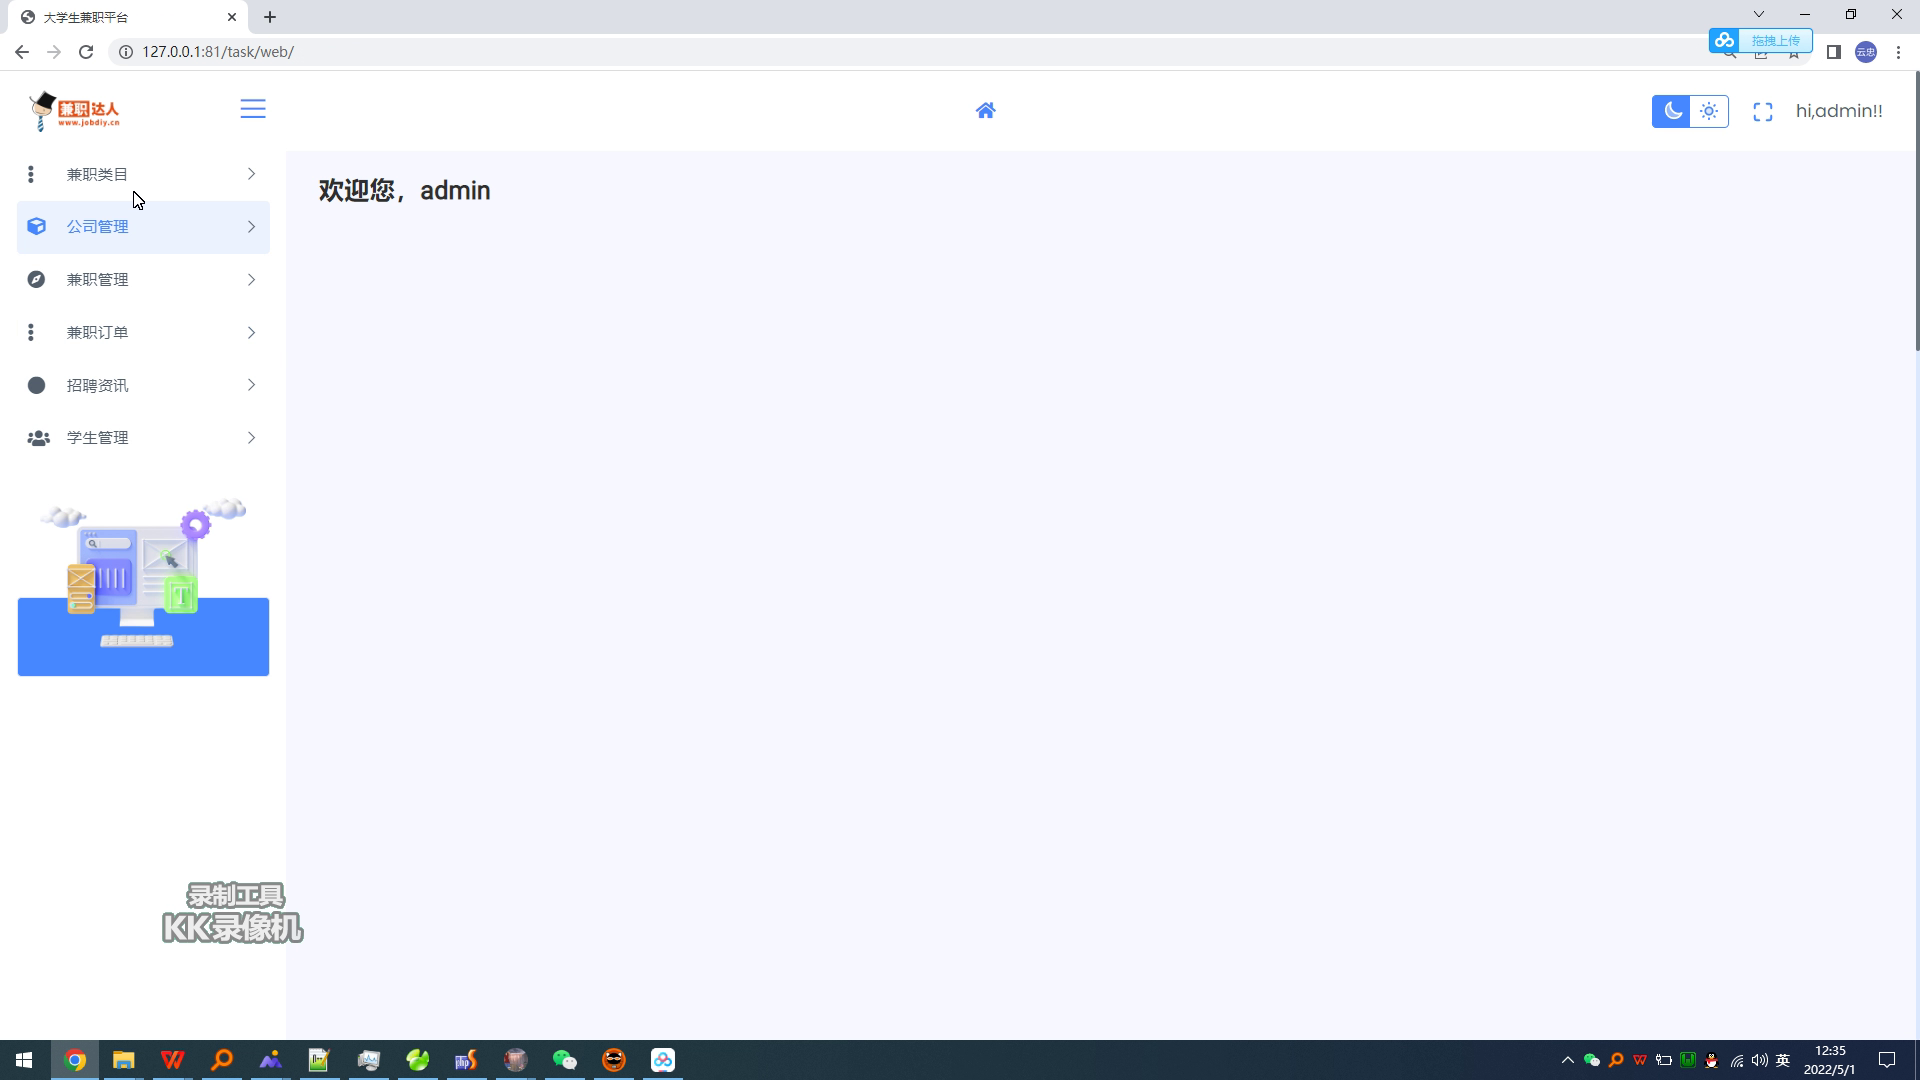 大学生兼职平台
127.0.0.1:81/task/web/
拖拽上传
云忠
兼职达人
www.jobdiy.cn
hi,admin!!
兼职类目
公司管理
兼职管理
兼职订单
招聘资讯
学生管理
欢迎您，admin
T
录制工具
KK录像机
英
12:35
2022/5/1